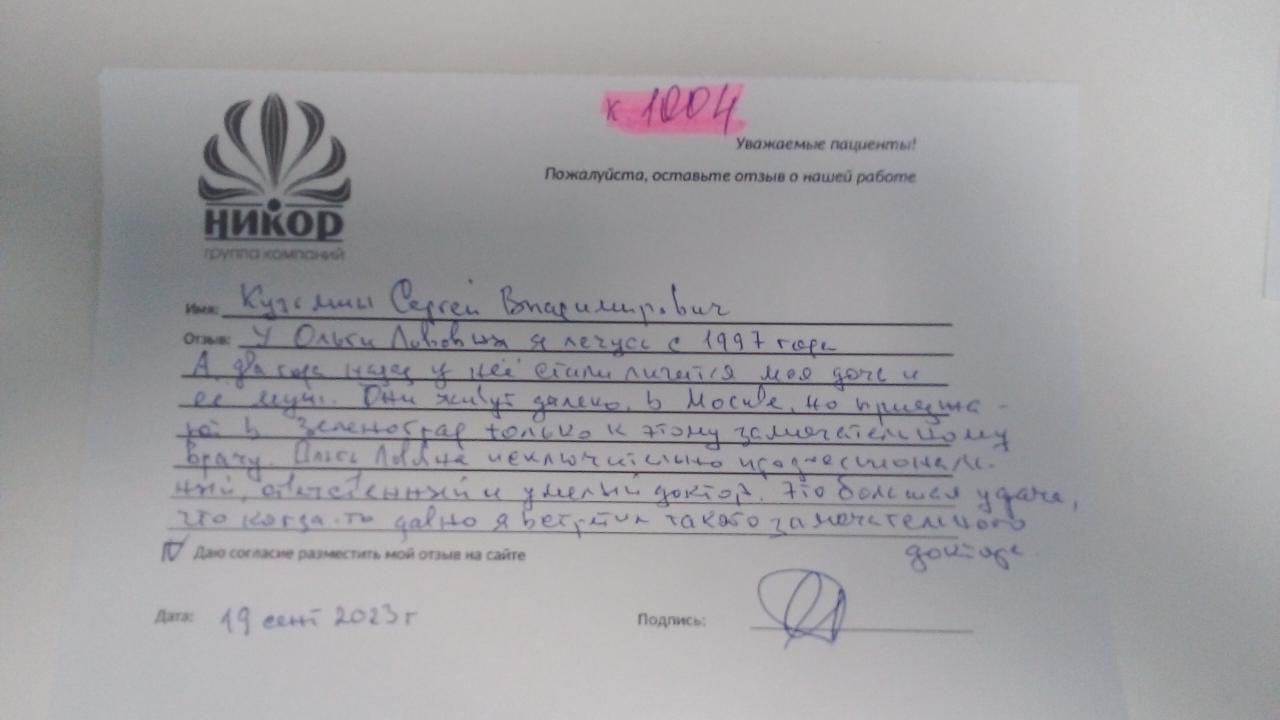 к 1004
Уважаемые пациенты!
Пожалуйста, оставьте отзыв о нашей работе
НИКОР
группа компаний
Имя: Кузьмин Сергей Владимирович
Отзыв: У Ольги Львовны я лечусь с 1997 года
А два года назад у неё стали лечится моя дочь и
ее муж. Они живут далеко, в Москве, но приезжа-
ют в Зеленоград только к этому замечательному
врачу. Ольга Львовна исключительно профессиональ-
ный, ответственный и умелый доктор. Это большая удача,
что когда-то давно я встретил такого замечательного
доктора.
Даю согласие разместить мой отзыв на сайте
Дата: 19 сент 2023 г
Подпись: